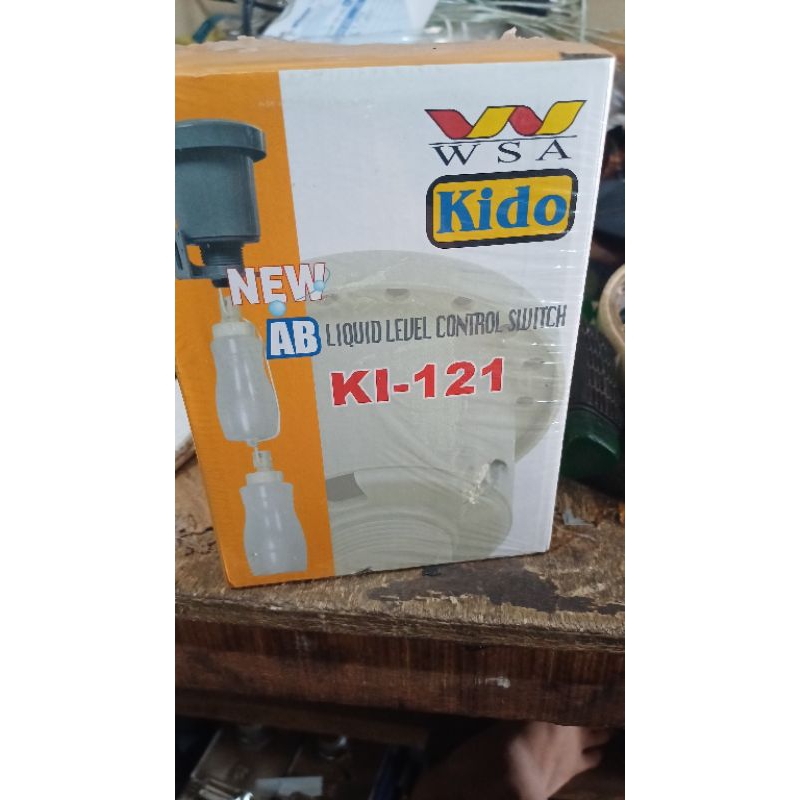 WSA
Kido
NEW
AB LIQUID LEVEL CONTROL SWITCH
KI-121